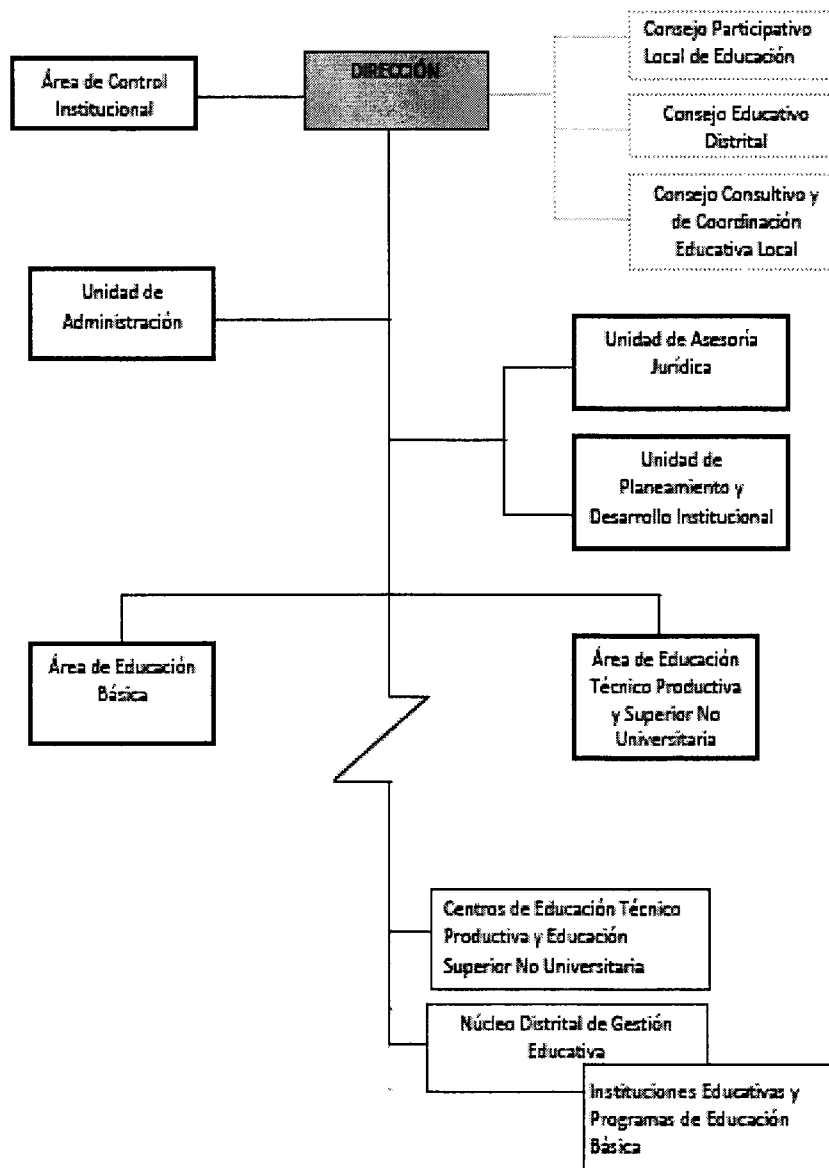 Consejo Participativo
Local de Educación
DIRECCIÓN
Área de Control
Institucional
Consejo Educativo
Distrital
Consejo Consultivo y
de Coordinación
Educativa Local
Unidad de
Administración
Unidad de Asesoría
Jurídica
Unidad de
Planeamiento y
Desarrollo Institucional
Área de Educación
Básica
Área de Educación
Técnico Productiva
y Superior No
Universitaria
Centros de Educación Técnico
Productiva y Educación
Superior No Universitaria
Núcleo Distrital de Gestión
Educativa
Instituciones Educativas y
Programas de Educación
Básica